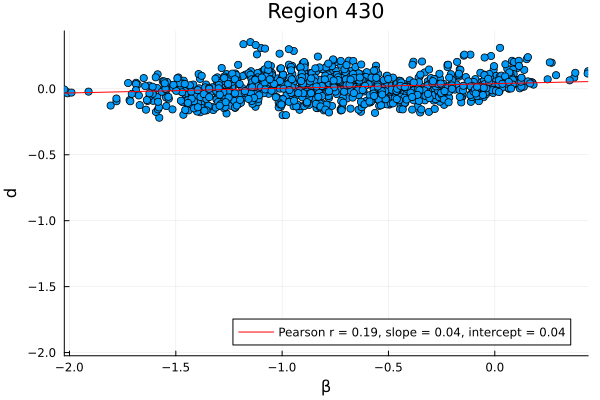 Region 430
d
0.0
−0.5
−1.0
−1.5
−2.0
Pearson r = 0.19, slope = 0.04, intercept = 0.04
−2.0 −1.5 −1.0 −0.5 0.0
β